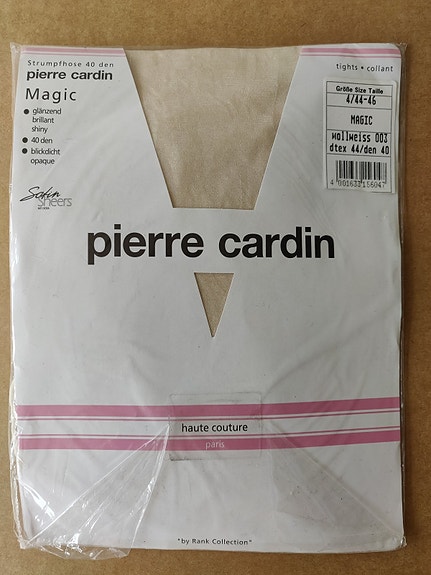 Strumpfhose 40 den
pierre cardin
Magic
glänzend
brillant
shiny
40 den
blickdicht
opaque
Satin
Sheers
tights • collant
Größe Size Taille
4/44-46
MAGIC
wollweiss 003
dtex 44/den 40
4 001633 156047
pierre cardin
haute couture
paris
"by Rank Collection"